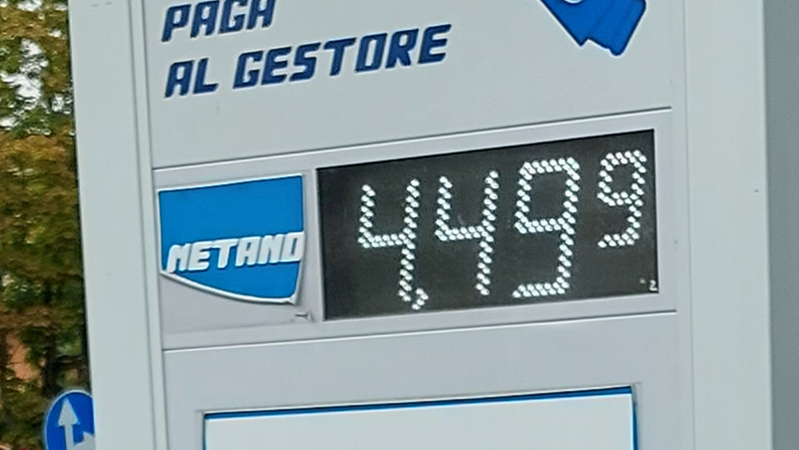 PAGA
AL GESTORE
METANO
4,499